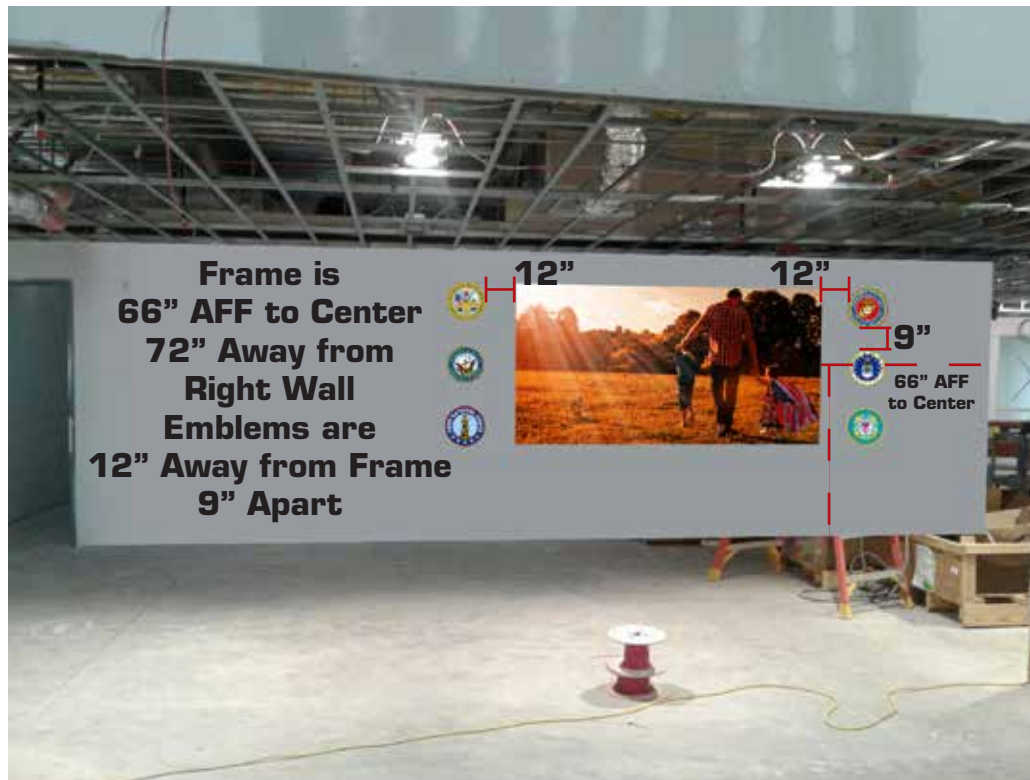 Frame is
66” AFF to Center
72” Away from
Right Wall
Emblems are
12” Away from Frame
9” Apart
12”
12”
9”
66” AFF
to Center